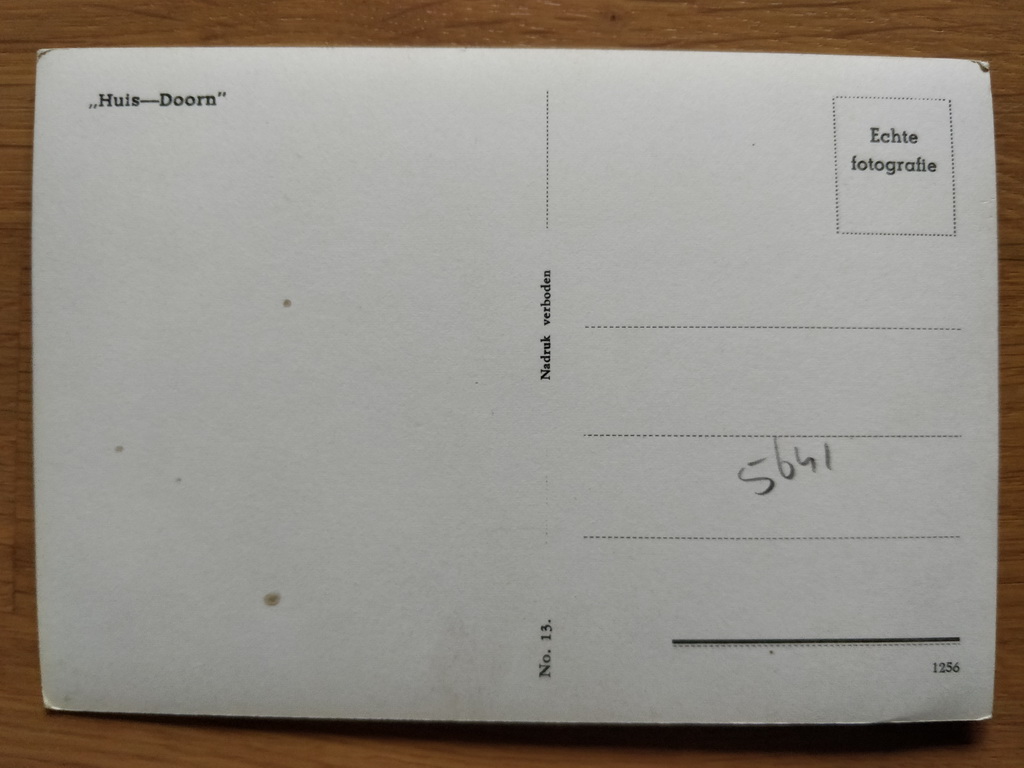 „Huis—Doorn”
Echte
fotografie
Nadruk verboden
5641
No. 13.
1256